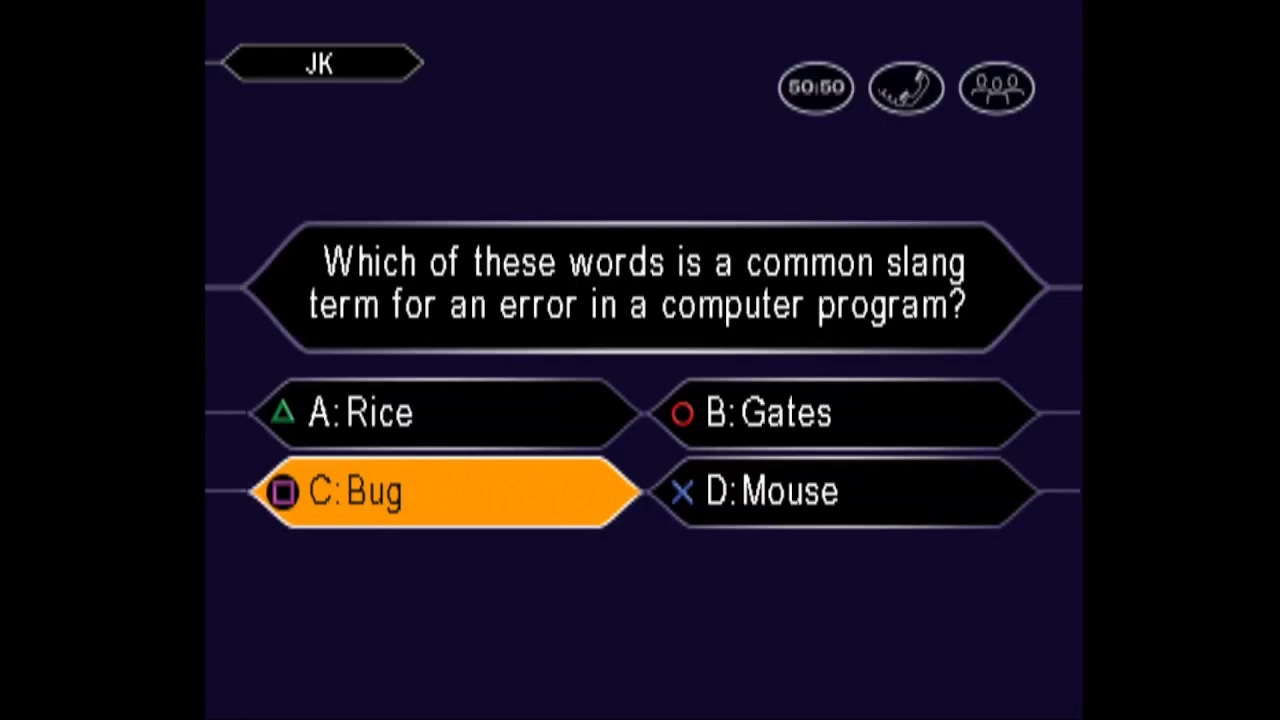 JK
50:50
Which of these words is a common slang
term for an error in a computer program?
A: Rice
B: Gates
C: Bug
D: Mouse